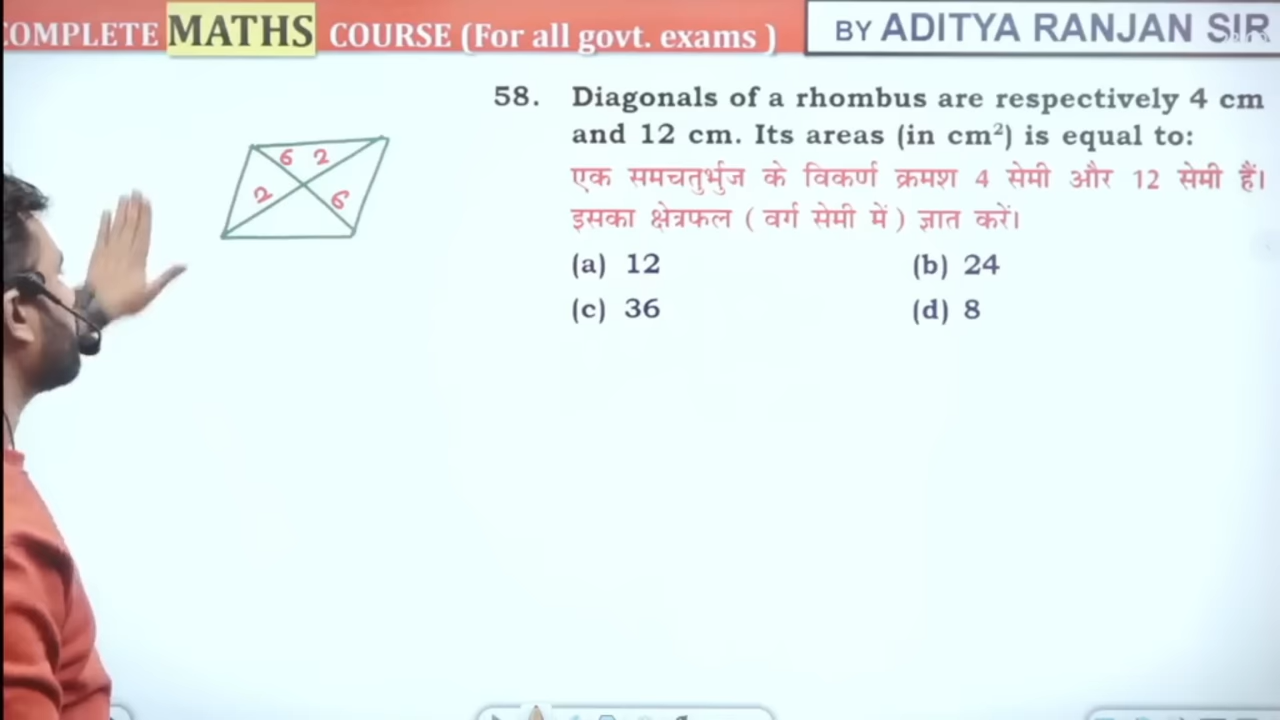 OMPLETE MATHS COURSE (For all govt. exams )
BY ADITYA RANJAN SIR
58. Diagonals of a rhombus are respectively 4 cm
and 12 cm. Its areas (in cm²) is equal to:
एक समचतुर्भुज के विकर्ण क्रमश 4 सेमी और 12 सेमी हैं।
इसका क्षेत्रफल ( वर्ग सेमी में ) ज्ञात करें।
(a) 12 (b) 24
(c) 36 (d) 8
6 2
2 6